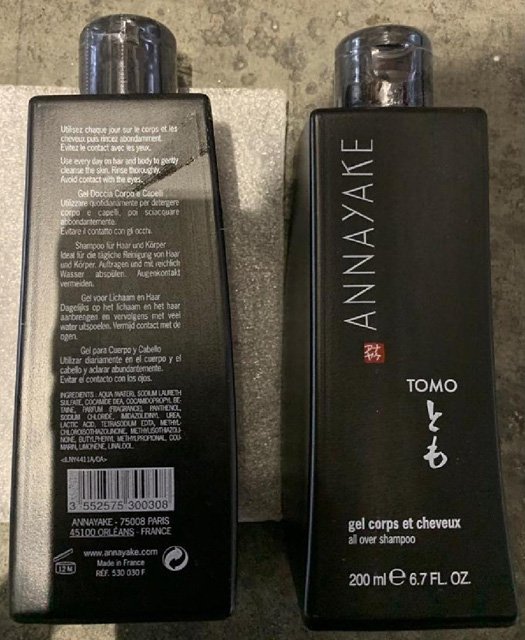 Utilisez chaque jour sur le corps et les
cheveux puis rincez abondamment.
Evitez le contact avec les yeux.
Use every day on hair and body to gently
cleanse the skin. Rinse thoroughly.
Avoid contact with the eyes.
Gel Doccia Corpo e Capelli
Utilizzare quotidianamente per detergere
corpo e capelli, poi sciacquare
abbondantemente.
Evitare il contatto con gli occhi.
Shampoo für Haar und Körper
Ideal für die tägliche Reinigung von Haar
und Körper. Auftragen und mit reichlich
Wasser abspülen. Augenkontakt
vermeiden.
Gel voor Lichaam en Haar
Dagelijks op het lichaam en het haar
aanbrengen en vervolgens met veel
water uitspoelen. Vermijd contact met de
ogen.
Gel para Cuerpo y Cabello
Utilizar diariamente en el cuerpo y el
cabello y aclarar abundantemente.
Evitar el contacto con los ojos.
INGREDIENTS : AQUA (WATER), SODIUM LAURETH
SULFATE, COCAMIDE DEA, COCAMIDOPROPYL BE-
TAINE, PARFUM (FRAGRANCE), PANTHENOL,
SODIUM CHLORIDE, IMIDAZOLIDINYL UREA,
LACTIC ACID, TETRASODIUM EDTA, METHYL-
CHLOROISOTHIAZOLINONE, METHYLISOTHIAZOLI-
NONE, BUTYLPHENYL METHYLPROPIONAL, COU-
MARIN, LIMONENE, LINALOOL.
<ILNY4411A/0A>
3 552575 300308
ANNAYAKE - 75008 PARIS
45100 ORLÉANS - FRANCE
www.annayake.com
Made in France
RÉF. 530 030 F
12 M
ANNAYAKE
TOMO
とも
gel corps et cheveux
all over shampoo
200 ml e 6.7 FL. OZ.